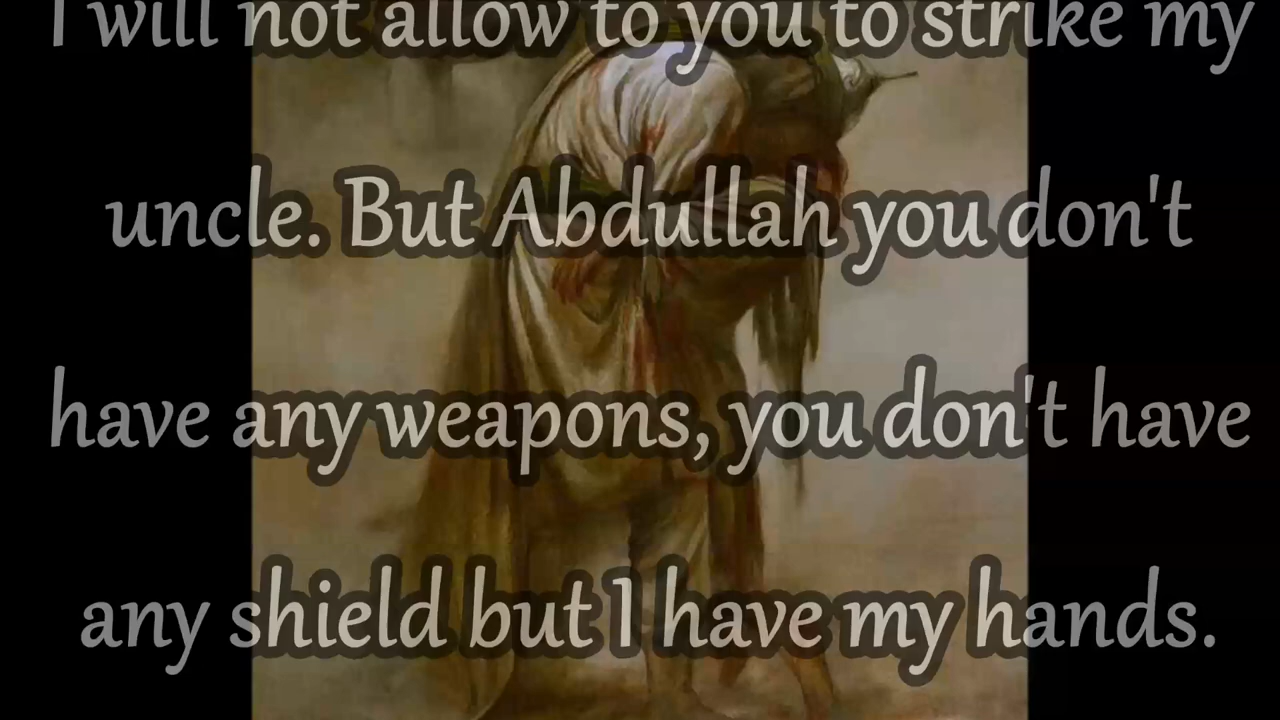 I will not allow to you to strike my
uncle. But Abdullah you don't
have any weapons, you don't have
any shield but I have my hands.